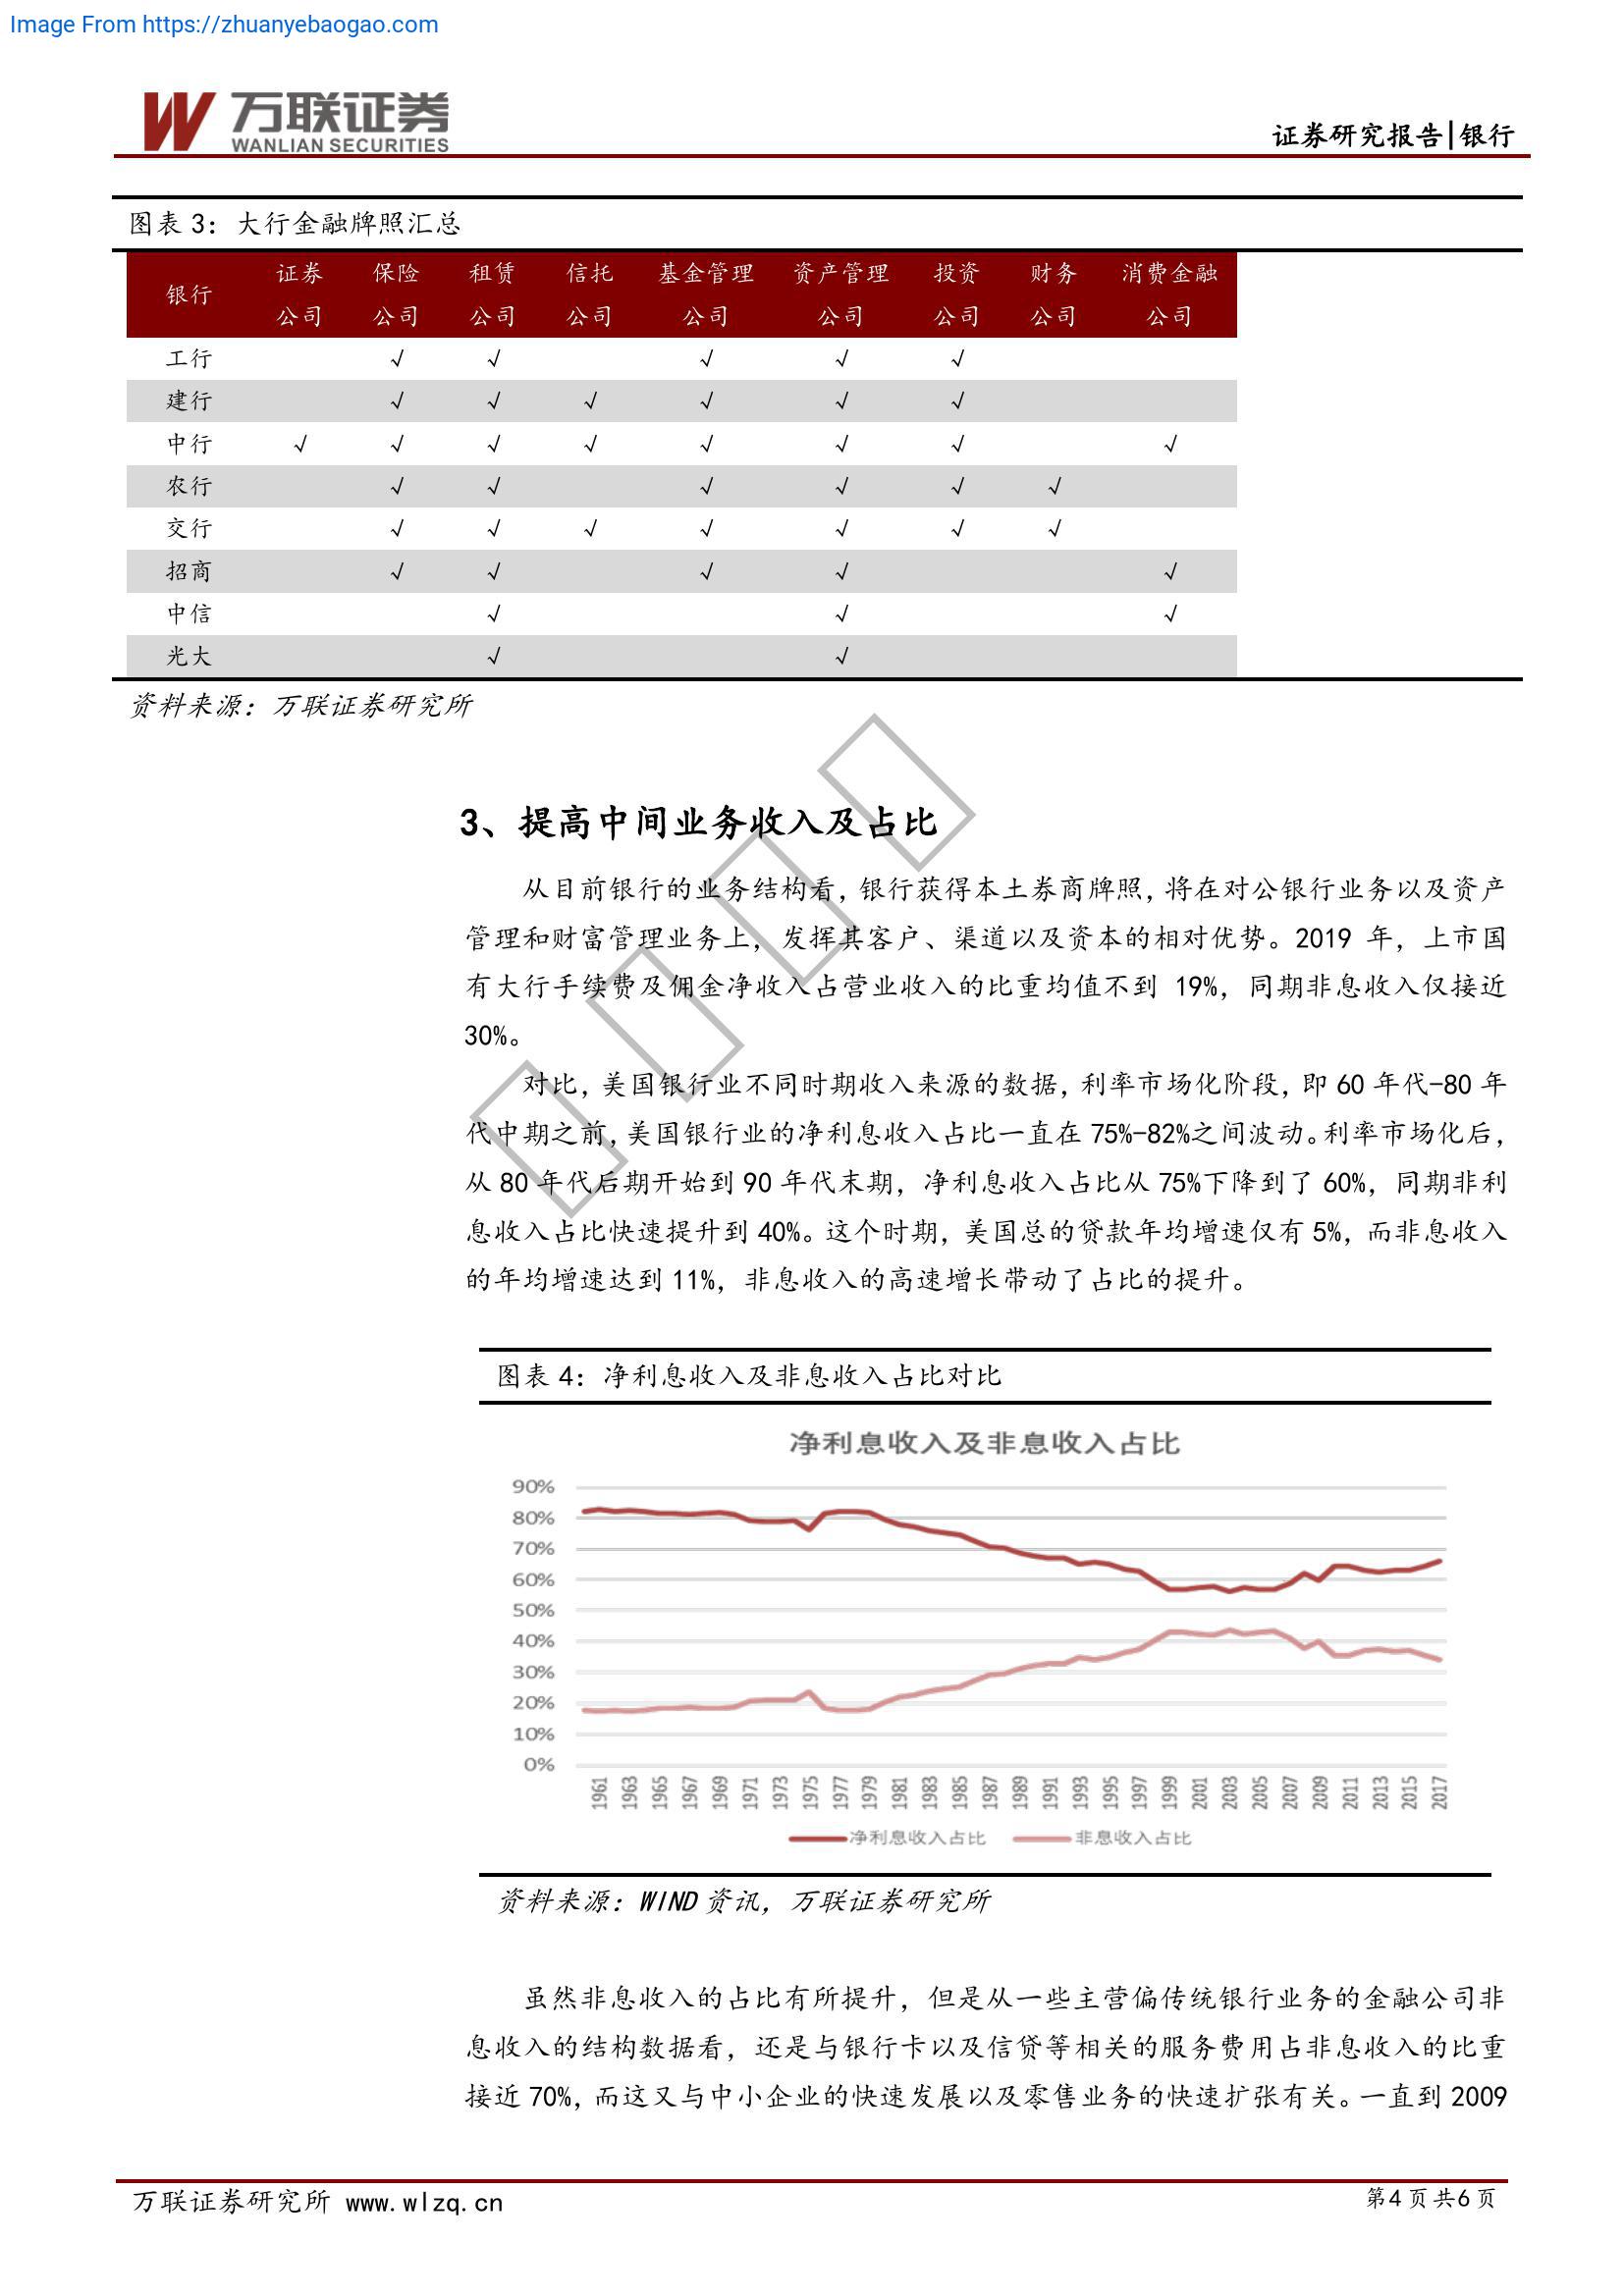 Image From https://zhuanyebaogao.com
万联证券
WANLIAN SECURITIES
证券研究报告|银行
图表 3：大行金融牌照汇总
银行 证券公司 保险公司 租赁公司 信托公司 基金管理公司 资产管理公司 投资公司 财务公司 消费金融公司
工行 √ √ √ √ √
建行 √ √ √ √ √ √
中行 √ √ √ √ √ √ √ √
农行 √ √ √ √ √ √
交行 √ √ √ √ √ √ √
招商 √ √ √ √ √
中信 √ √ √
光大 √ √
资料来源：万联证券研究所
3、提高中间业务收入及占比
从目前银行的业务结构看，银行获得本土券商牌照，将在对公银行业务以及资产
管理和财富管理业务上，发挥其客户、渠道以及资本的相对优势。2019 年，上市国
有大行手续费及佣金净收入占营业收入的比重均值不到 19%，同期非息收入仅接近
30%。
对比，美国银行业不同时期收入来源的数据，利率市场化阶段，即 60 年代-80 年
代中期之前，美国银行业的净利息收入占比一直在 75%-82%之间波动。利率市场化后，
从 80 年代后期开始到 90 年代末期，净利息收入占比从 75%下降到了 60%，同期非利
息收入占比快速提升到 40%。这个时期，美国总的贷款年均增速仅有 5%，而非息收入
的年均增速达到 11%，非息收入的高速增长带动了占比的提升。
图表 4：净利息收入及非息收入占比对比
净利息收入及非息收入占比
90%
80%
70%
60%
50%
40%
30%
20%
10%
0%
1961 1963 1965 1967 1969 1971 1973 1975 1977 1979 1981 1983 1985 1987 1989 1991 1993 1995 1997 1999 2001 2003 2005 2007 2009 2011 2013 2015 2017
净利息收入占比 非息收入占比
资料来源：WIND 资讯，万联证券研究所
虽然非息收入的占比有所提升，但是从一些主营偏传统银行业务的金融公司非
息收入的结构数据看，还是与银行卡以及信贷等相关的服务费用占非息收入的比重
接近 70%，而这又与中小企业的快速发展以及零售业务的快速扩张有关。一直到 2009
万联证券研究所 www.wlzq.cn
第4页共6页